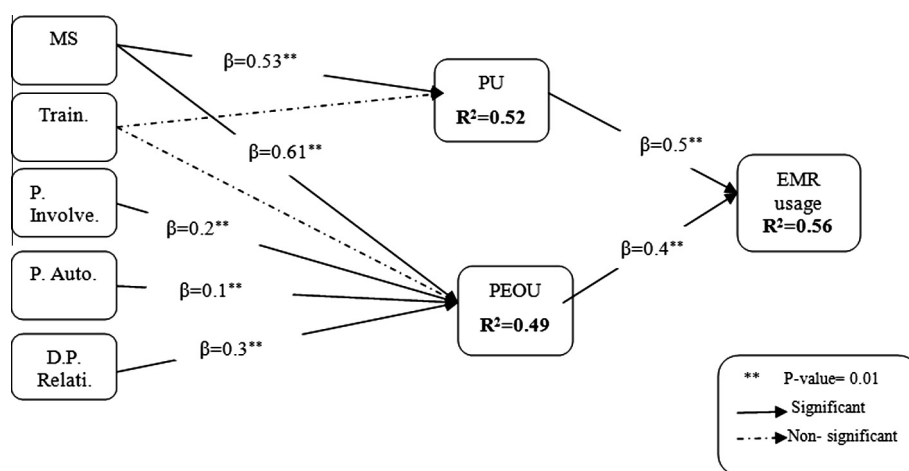 MS
Train.
P.
Involve.
P. Auto.
D.P.
Relati.
β=0.53**
β=0.61**
β=0.2**
β=0.1**
β=0.3**
PU
R²=0.52
PEOU
R²=0.49
β=0.5**
β=0.4**
EMR
usage
R²=0.56
** P-value= 0.01
Significant
Non- significant